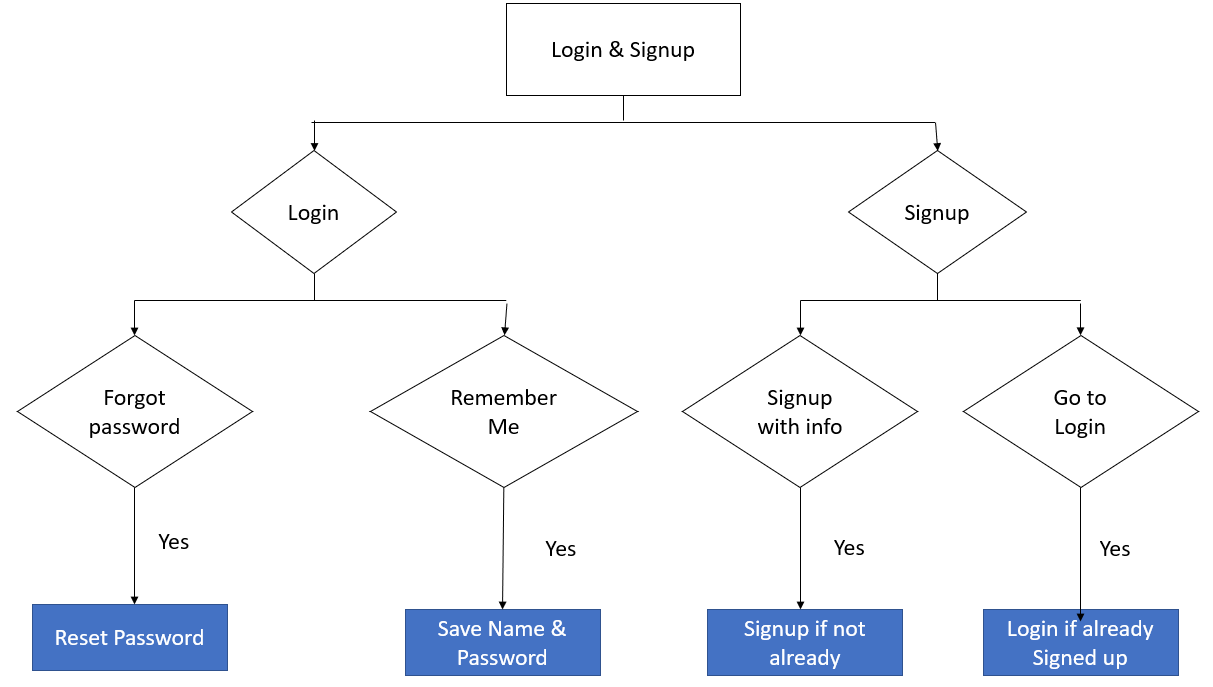 Login & Signup
Login
Signup
Forgot
password
Remember
Me
Signup
with info
Go to
Login
Yes
Yes
Yes
Yes
Reset Password
Save Name &
Password
Signup if not
already
Login if already
Signed up